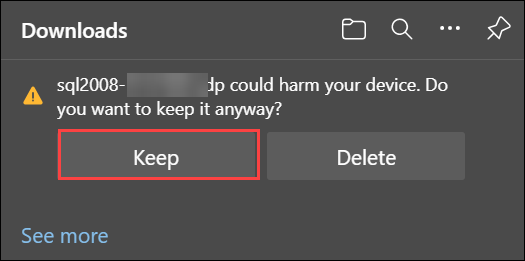 Downloads
sql2008- dp could harm your device. Do
you want to keep it anyway?
Keep
Delete
See more